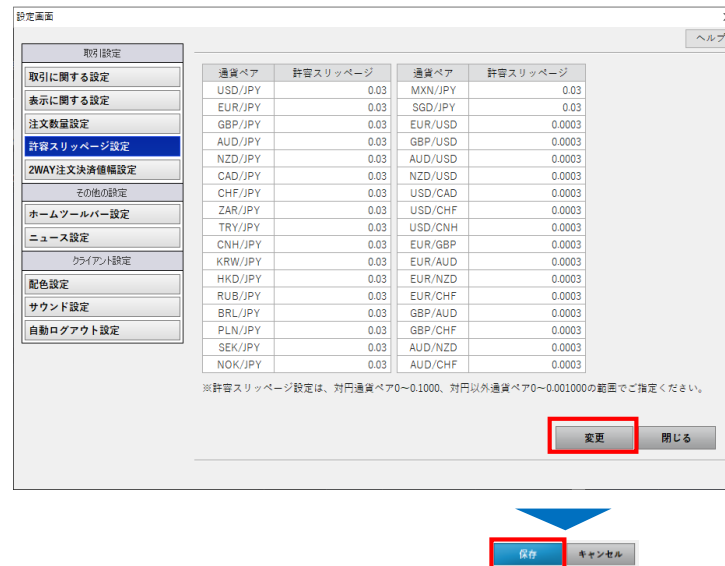 設定画面
ヘルプ
取引設定
取引に関する設定
表示に関する設定
注文数量設定
許容スリッページ設定
2WAY注文決済値幅設定
その他の設定
ホームツールバー設定
ニュース設定
クライアント設定
配色設定
サウンド設定
自動ログアウト設定
通貨ペア 許容スリッページ 通貨ペア 許容スリッページ
USD/JPY 0.03 MXN/JPY 0.03
EUR/JPY 0.03 SGD/JPY 0.03
GBP/JPY 0.03 EUR/USD 0.0003
AUD/JPY 0.03 GBP/USD 0.0003
NZD/JPY 0.03 AUD/USD 0.0003
CAD/JPY 0.03 NZD/USD 0.0003
CHF/JPY 0.03 USD/CAD 0.0003
ZAR/JPY 0.03 USD/CHF 0.0003
TRY/JPY 0.03 USD/CNH 0.0003
CNH/JPY 0.03 EUR/GBP 0.0003
KRW/JPY 0.03 EUR/AUD 0.0003
HKD/JPY 0.03 EUR/NZD 0.0003
RUB/JPY 0.03 EUR/CHF 0.0003
BRL/JPY 0.03 GBP/AUD 0.0003
PLN/JPY 0.03 GBP/CHF 0.0003
SEK/JPY 0.03 AUD/NZD 0.0003
NOK/JPY 0.03 AUD/CHF 0.0003
※許容スリッページ設定は、対円通貨ペア0～0.1000、対円以外通貨ペア0～0.001000の範囲でご指定ください。
変更 閉じる
保存 キャンセル